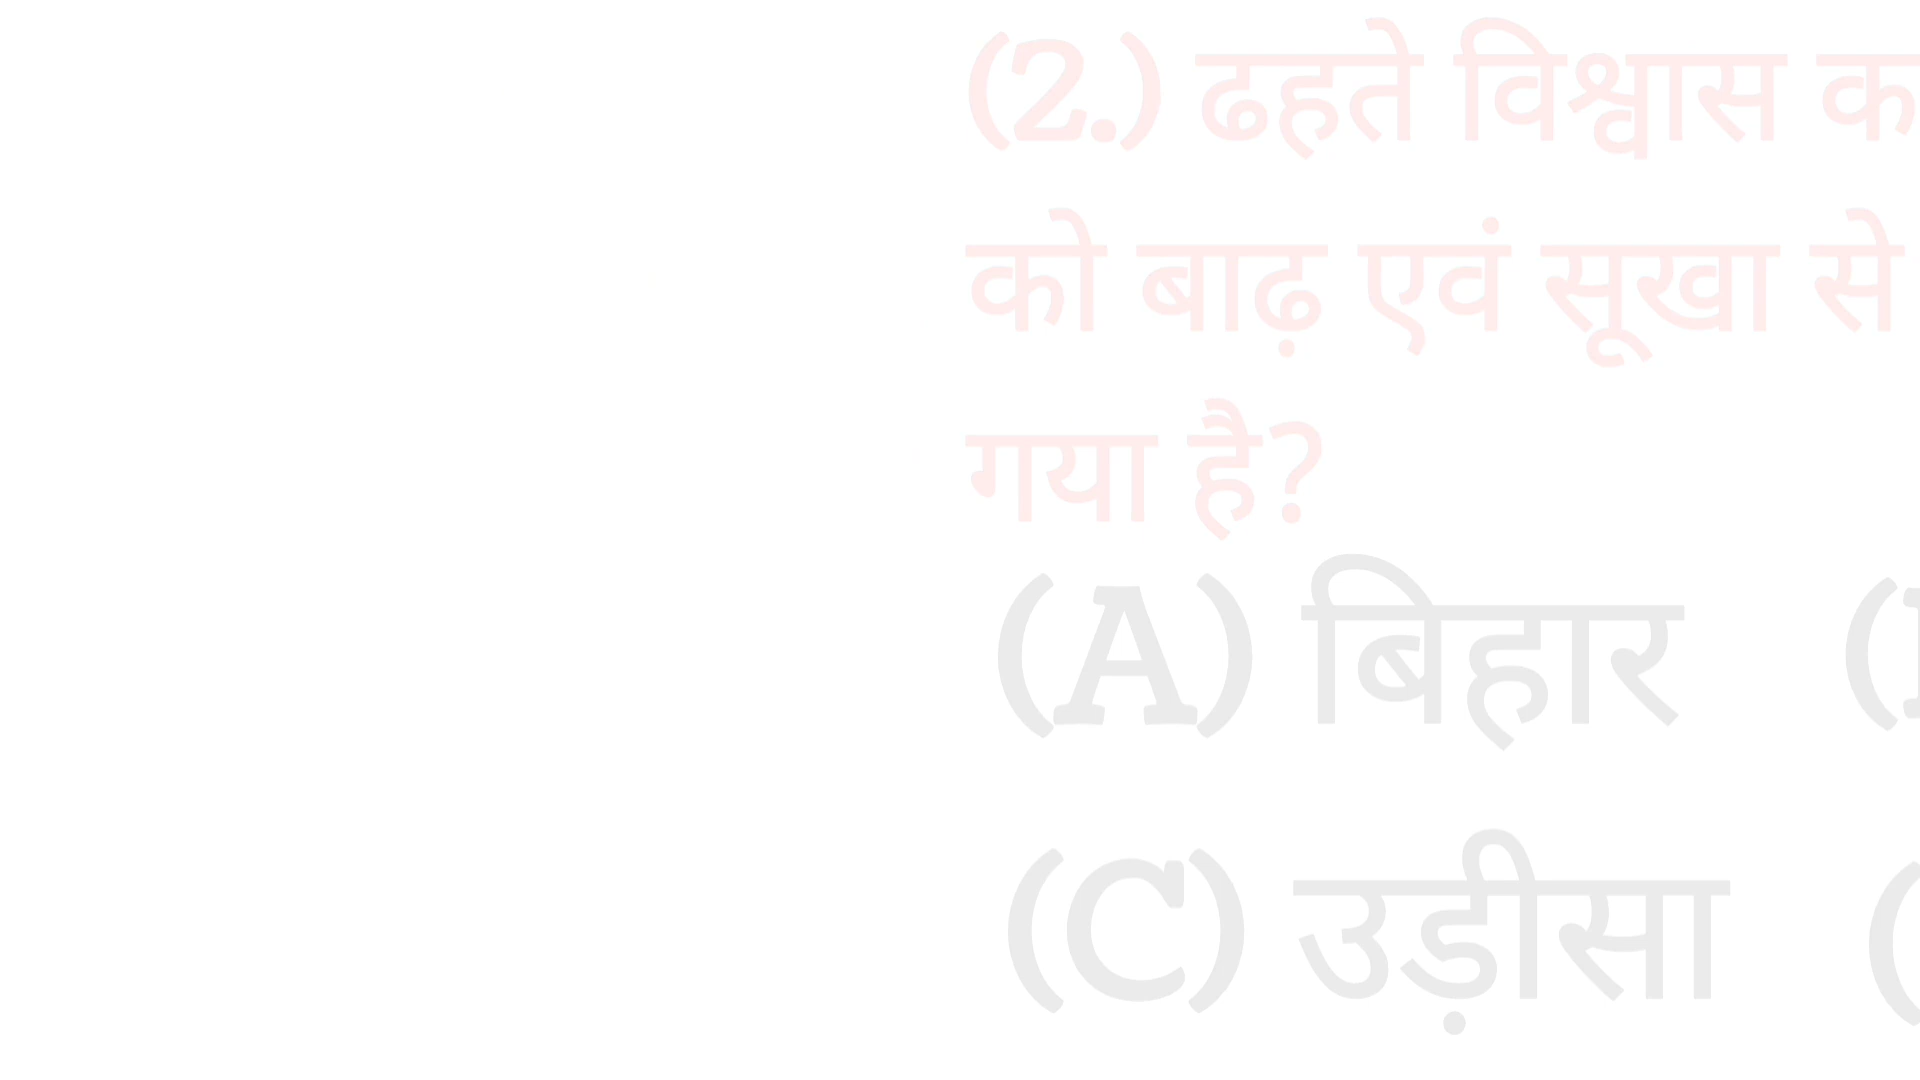 (2.) ढहते विश्वास क
को बाढ़ एवं सूखा से
गया है?
(A) बिहार (
(C) उड़ीसा (